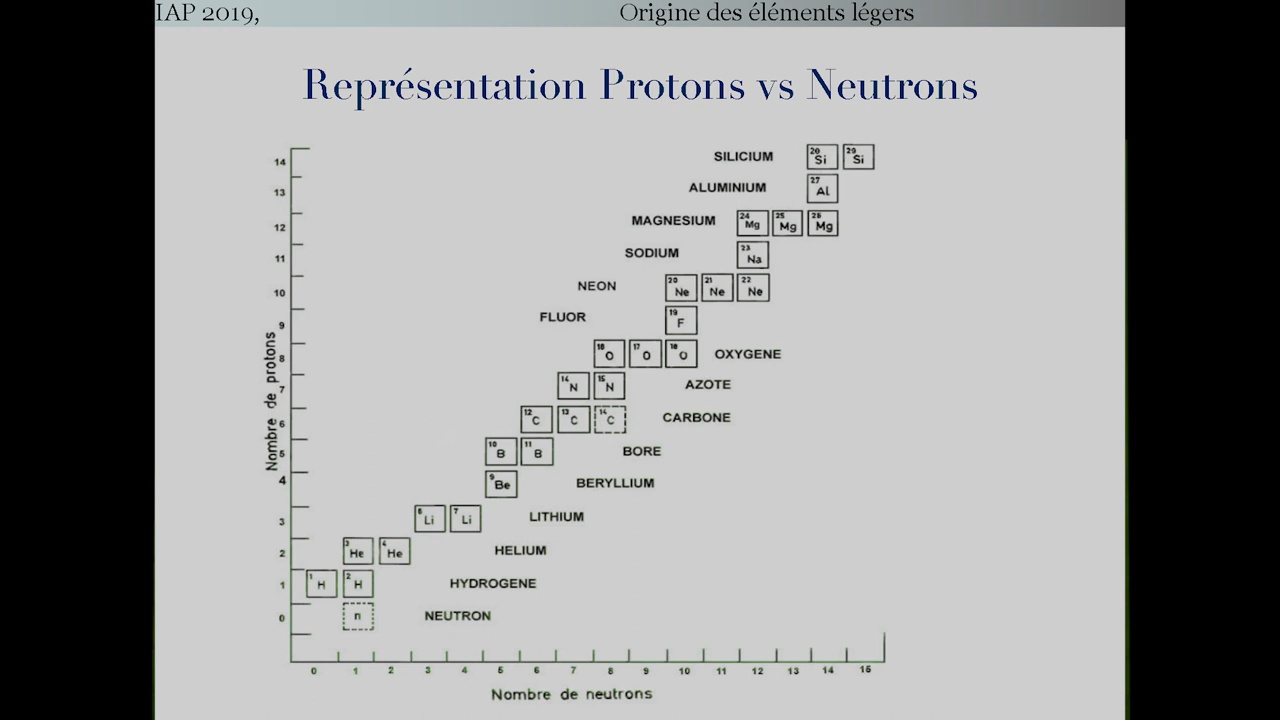 IAP 2019, Origine des éléments légers
Représentation Protons vs Neutrons
14 SILICIUM 28 Si 29 Si
13 ALUMINIUM 27 Al
12 MAGNESIUM 24 Mg 25 Mg 26 Mg
11 SODIUM 23 Na
10 NEON 20 Ne 21 Ne 22 Ne
9 FLUOR 19 F
8 16 O 17 O 18 O OXYGENE
7 14 N 15 N AZOTE
6 12 C 13 C 14 C CARBONE
5 10 B 11 B BORE
4 9 Be BERYLLIUM
3 6 Li 7 Li LITHIUM
2 3 He 4 He HELIUM
1 1 H 2 H HYDROGENE
0 n NEUTRON
Nombre de protons
0 1 2 3 4 5 6 7 8 9 10 11 12 13 14 15
Nombre de neutrons